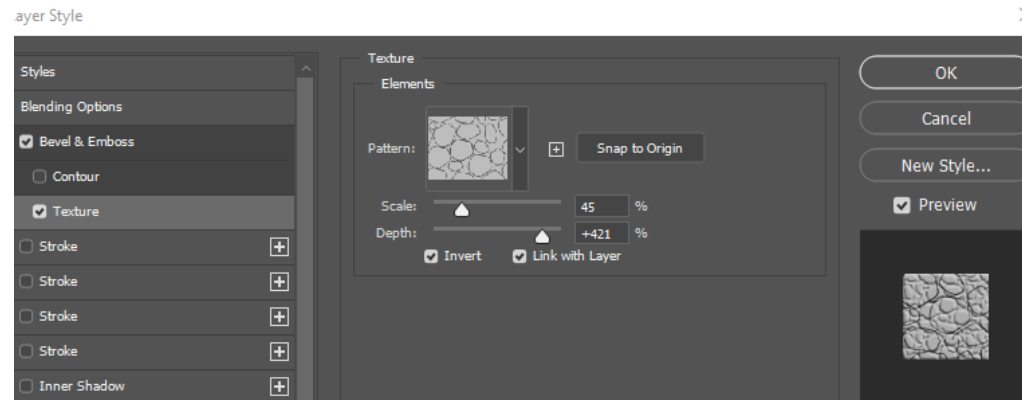 ayer Style
Styles
Blending Options
Bevel & Emboss
Contour
Texture
Stroke
Stroke
Stroke
Stroke
Inner Shadow
Texture
Elements
Pattern:
Snap to Origin
Scale: 45 %
Depth: +421 %
Invert Link with Layer
OK
Cancel
New Style...
Preview